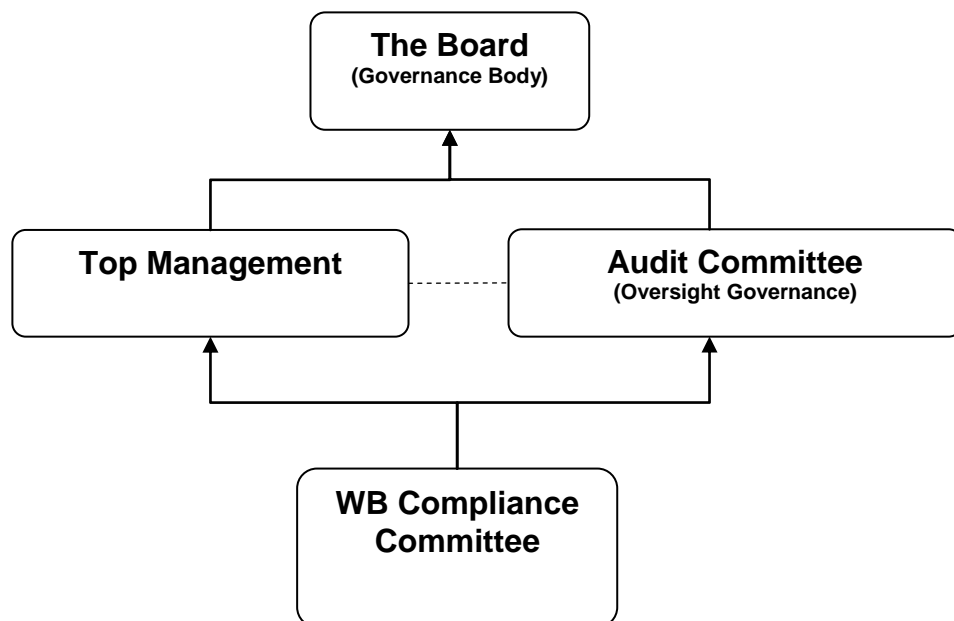 The Board
(Governance Body)
Top Management
Audit Committee
(Oversight Governance)
WB Compliance
Committee